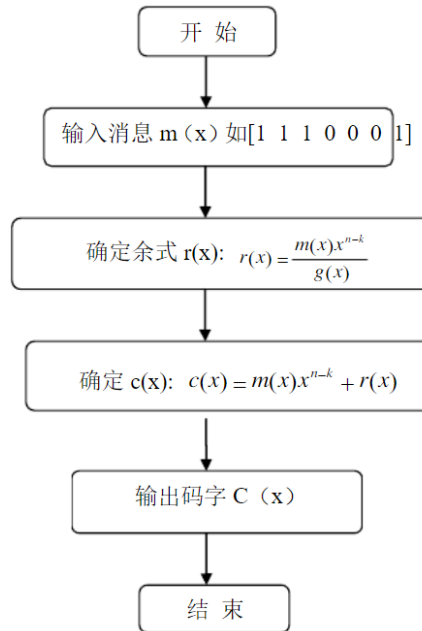 开 始
输入消息 m（x）如[1 1 1 0 0 0 1]
确定余式 r(x): r(x) = \frac{m(x)x^{n-k}}{g(x)}
确定 c(x): c(x) = m(x)x^{n-k} + r(x)
输出码字 C（x）
结 束